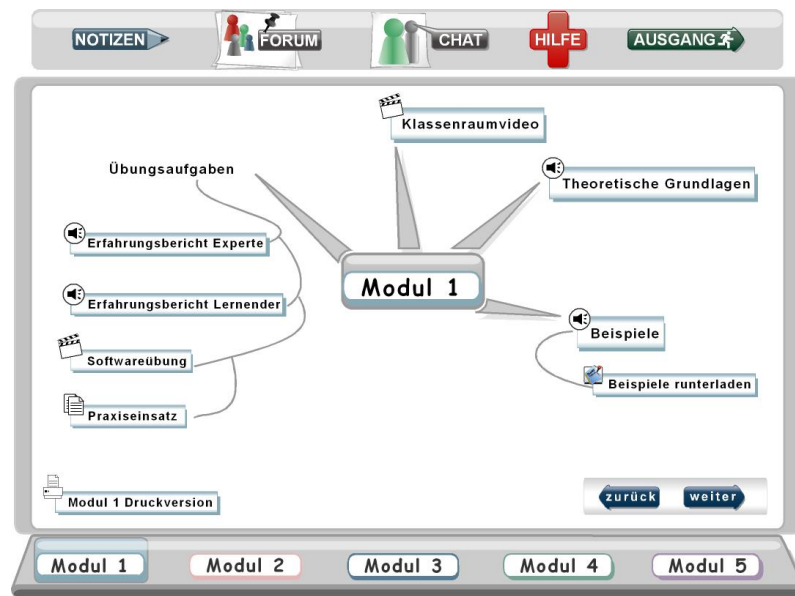 NOTIZEN
FORUM
CHAT
HILFE
AUSGANG
Klassenraumvideo
Übungsaufgaben
Theoretische Grundlagen
Erfahrungsbericht Experte
Modul 1
Erfahrungsbericht Lernender
Beispiele
Softwareübung
Beispiele runterladen
Praxiseinsatz
Modul 1 Druckversion
zurück
weiter
Modul 1
Modul 2
Modul 3
Modul 4
Modul 5